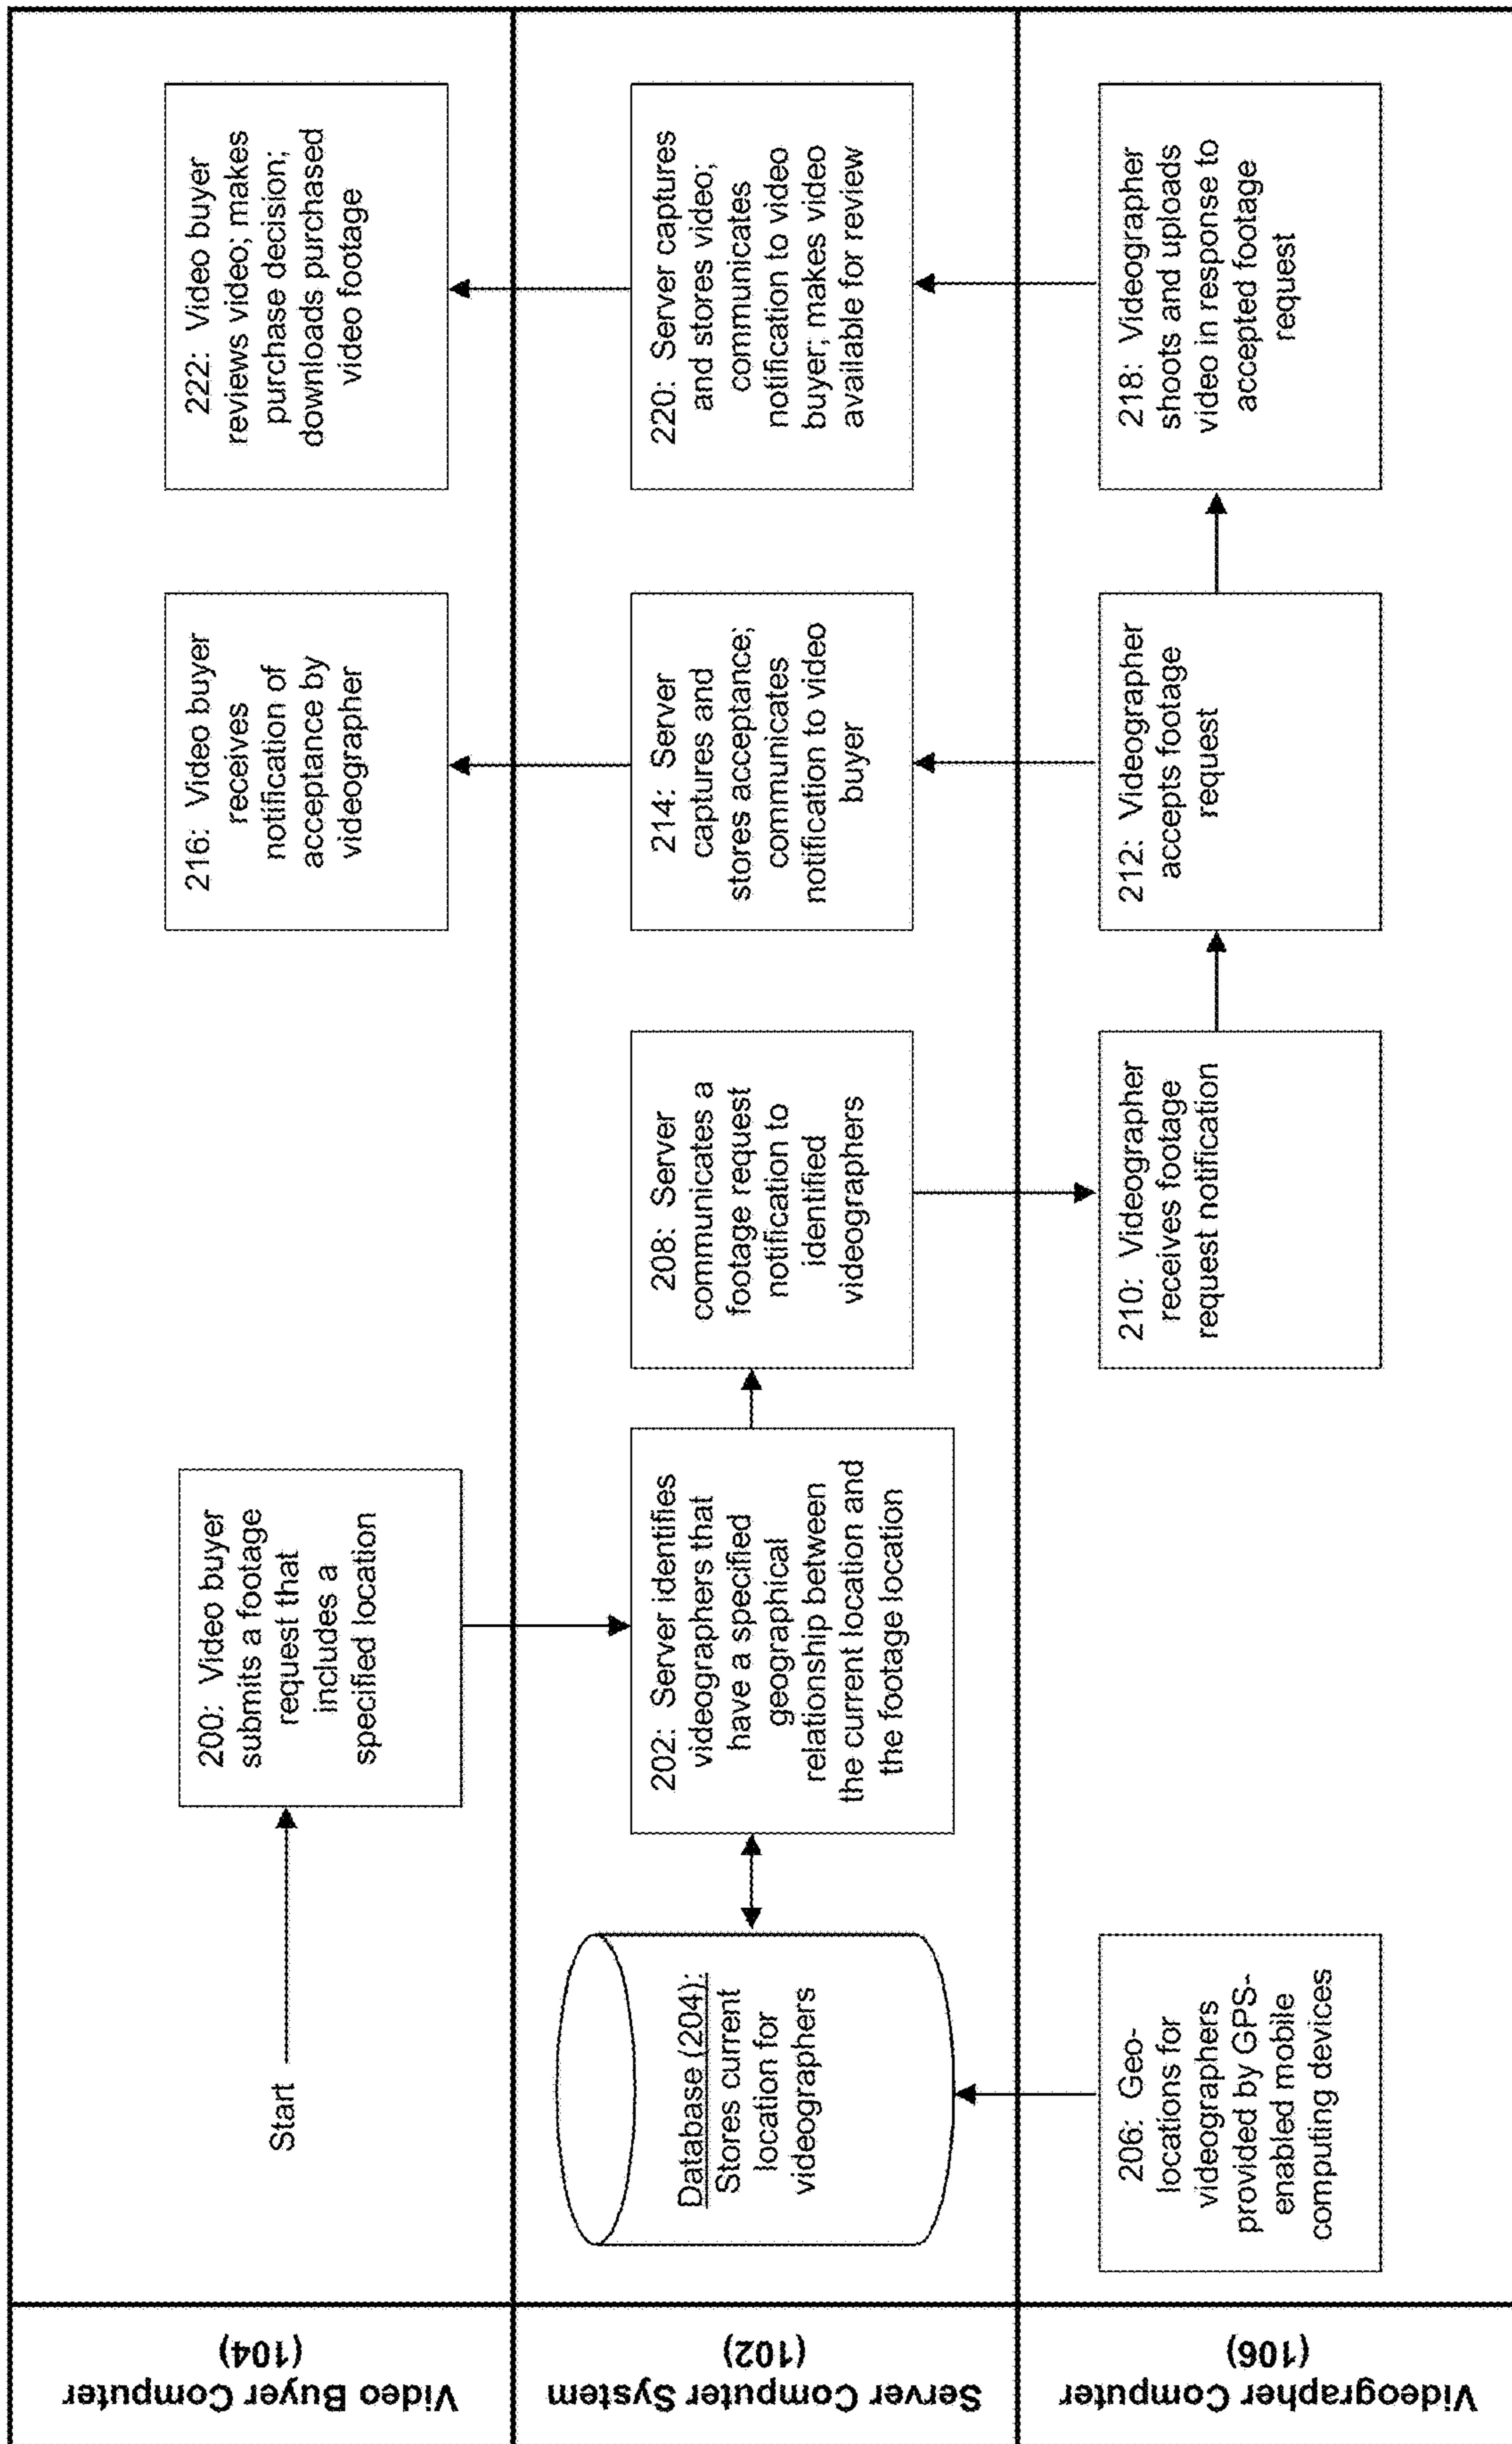 Video Buyer Computer
(104)
Start
200: Video buyer
submits a footage
request that
includes a
specified location
216: Video buyer
receives
notification of
acceptance by
videographer
222: Video buyer
reviews video; makes
purchase decision;
downloads purchased
video footage
Server Computer System
(102)
Database (204):
Stores current
location for
videographers
202: Server identifies
videographers that
have a specified
geographical
relationship between
the current location and
the footage location
208: Server
communicates a
footage request
notification to
identified
videographers
214: Server
captures and
stores acceptance;
communicates
notification to video
buyer
220: Server captures
and stores video;
communicates
notification to video
buyer; makes video
available for review
Videographer Computer
(106)
206: Geo-
locations for
videographers
provided by GPS-
enabled mobile
computing devices
210: Videographer
receives footage
request notification
212: Videographer
accepts footage
request
218: Videographer
shoots and uploads
video in response to
accepted footage
request